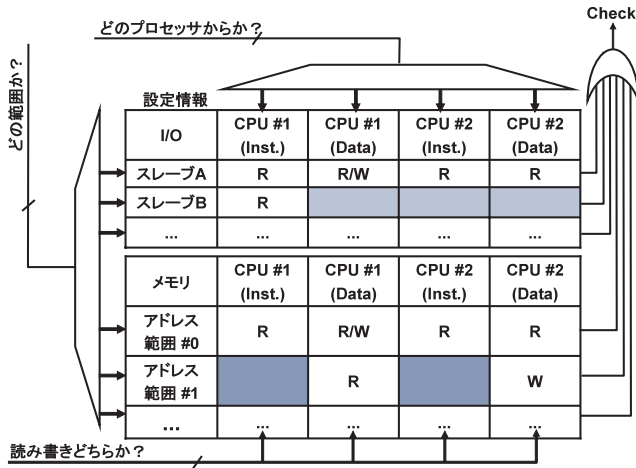 どのプロセッサからか？
Check
どの範囲か？
設定情報
I/O
CPU #1
(Inst.)
CPU #1
(Data)
CPU #2
(Inst.)
CPU #2
(Data)
スレーブA
R
R/W
R
R
スレーブB
R
...
...
...
...
...
メモリ
CPU #1
(Inst.)
CPU #1
(Data)
CPU #2
(Inst.)
CPU #2
(Data)
アドレス
範囲 #0
R
R/W
R
R
アドレス
範囲 #1
R
W
...
...
...
...
...
読み書きどちらか？